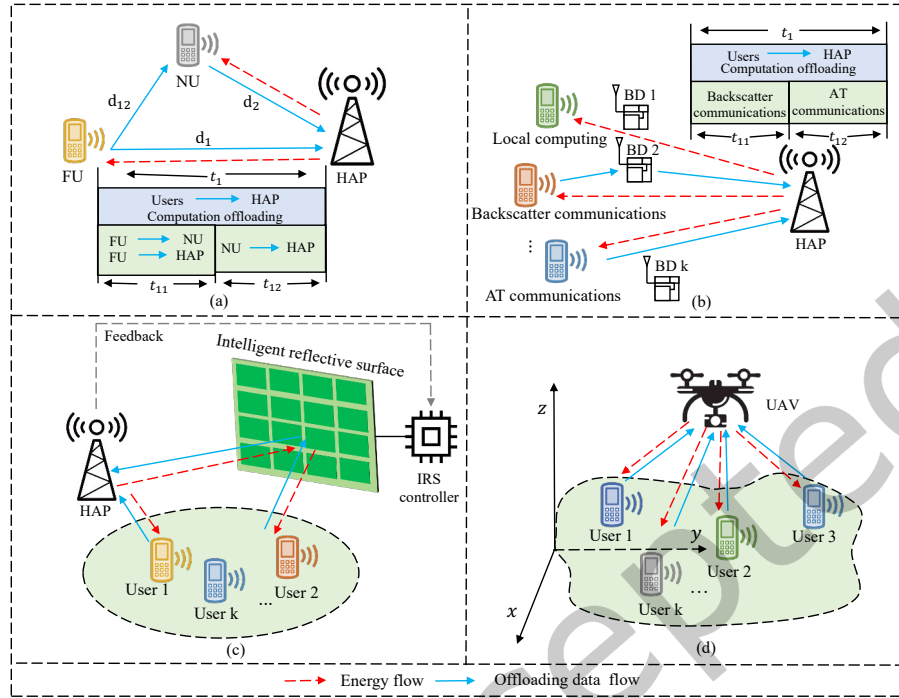 NU
d₁₂
d₂
d₁
FU
HAP
t₁
Users HAP
Computation offloading
FU NU
FU HAP
NU HAP
t₁₁
t₁₂
(a)
t₁
Users HAP
Computation offloading
Backscatter communications
AT communications
t₁₁
t₁₂
BD 1
Local computing
BD 2
Backscatter communications
HAP
⋮
AT communications
BD k
(b)
Feedback
Intelligent reflective surface
HAP
IRS
controller
User 1
User k
...
User 2
(c)
z
UAV
User 1
User 3
y
User 2
User k
...
x
(d)
Energy flow
Offloading data flow
epted